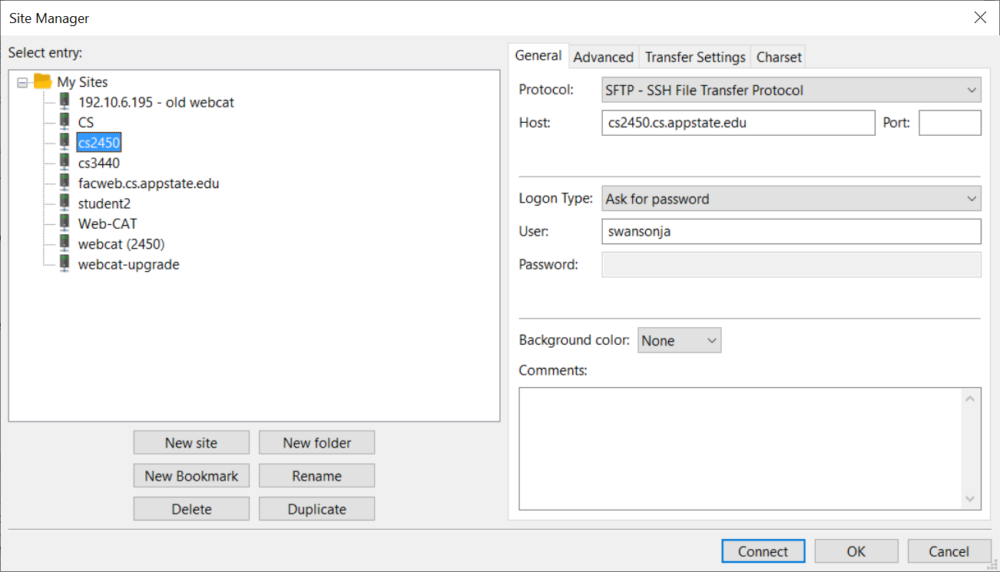 Site Manager
Select entry:
My Sites
192.10.6.195 - old webcat
CS
cs2450
cs3440
facweb.cs.appstate.edu
student2
Web-CAT
webcat (2450)
webcat-upgrade
New site New folder
New Bookmark Rename
Delete Duplicate
General Advanced Transfer Settings Charset
Protocol: SFTP - SSH File Transfer Protocol
Host: cs2450.cs.appstate.edu Port:
Logon Type: Ask for password
User: swansonja
Password:
Background color: None
Comments:
Connect OK Cancel